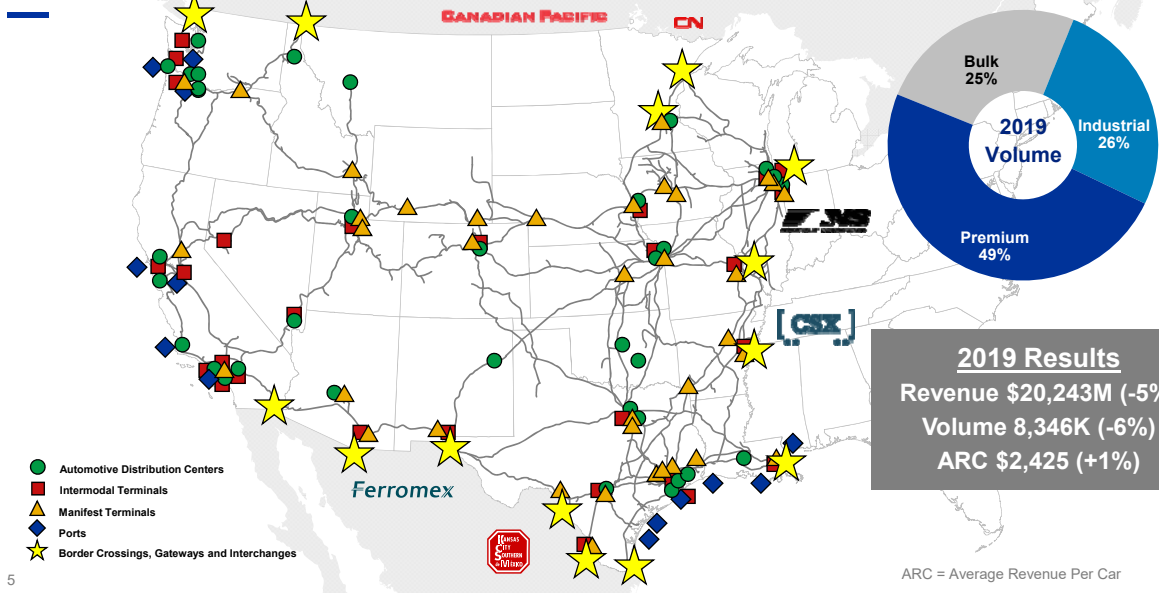 CANADIAN PACIFIC
CN
Bulk
25%
Industrial
26%
2019
Volume
Premium
49%
NS
CSX
2019 Results
Revenue $20,243M (-5%
Volume 8,346K (-6%)
ARC $2,425 (+1%)
Automotive Distribution Centers
Intermodal Terminals
Manifest Terminals
Ports
Border Crossings, Gateways and Interchanges
Ferromex
KANSAS
CITY
SOUTHERN
de MÉXICO
5
ARC = Average Revenue Per Car